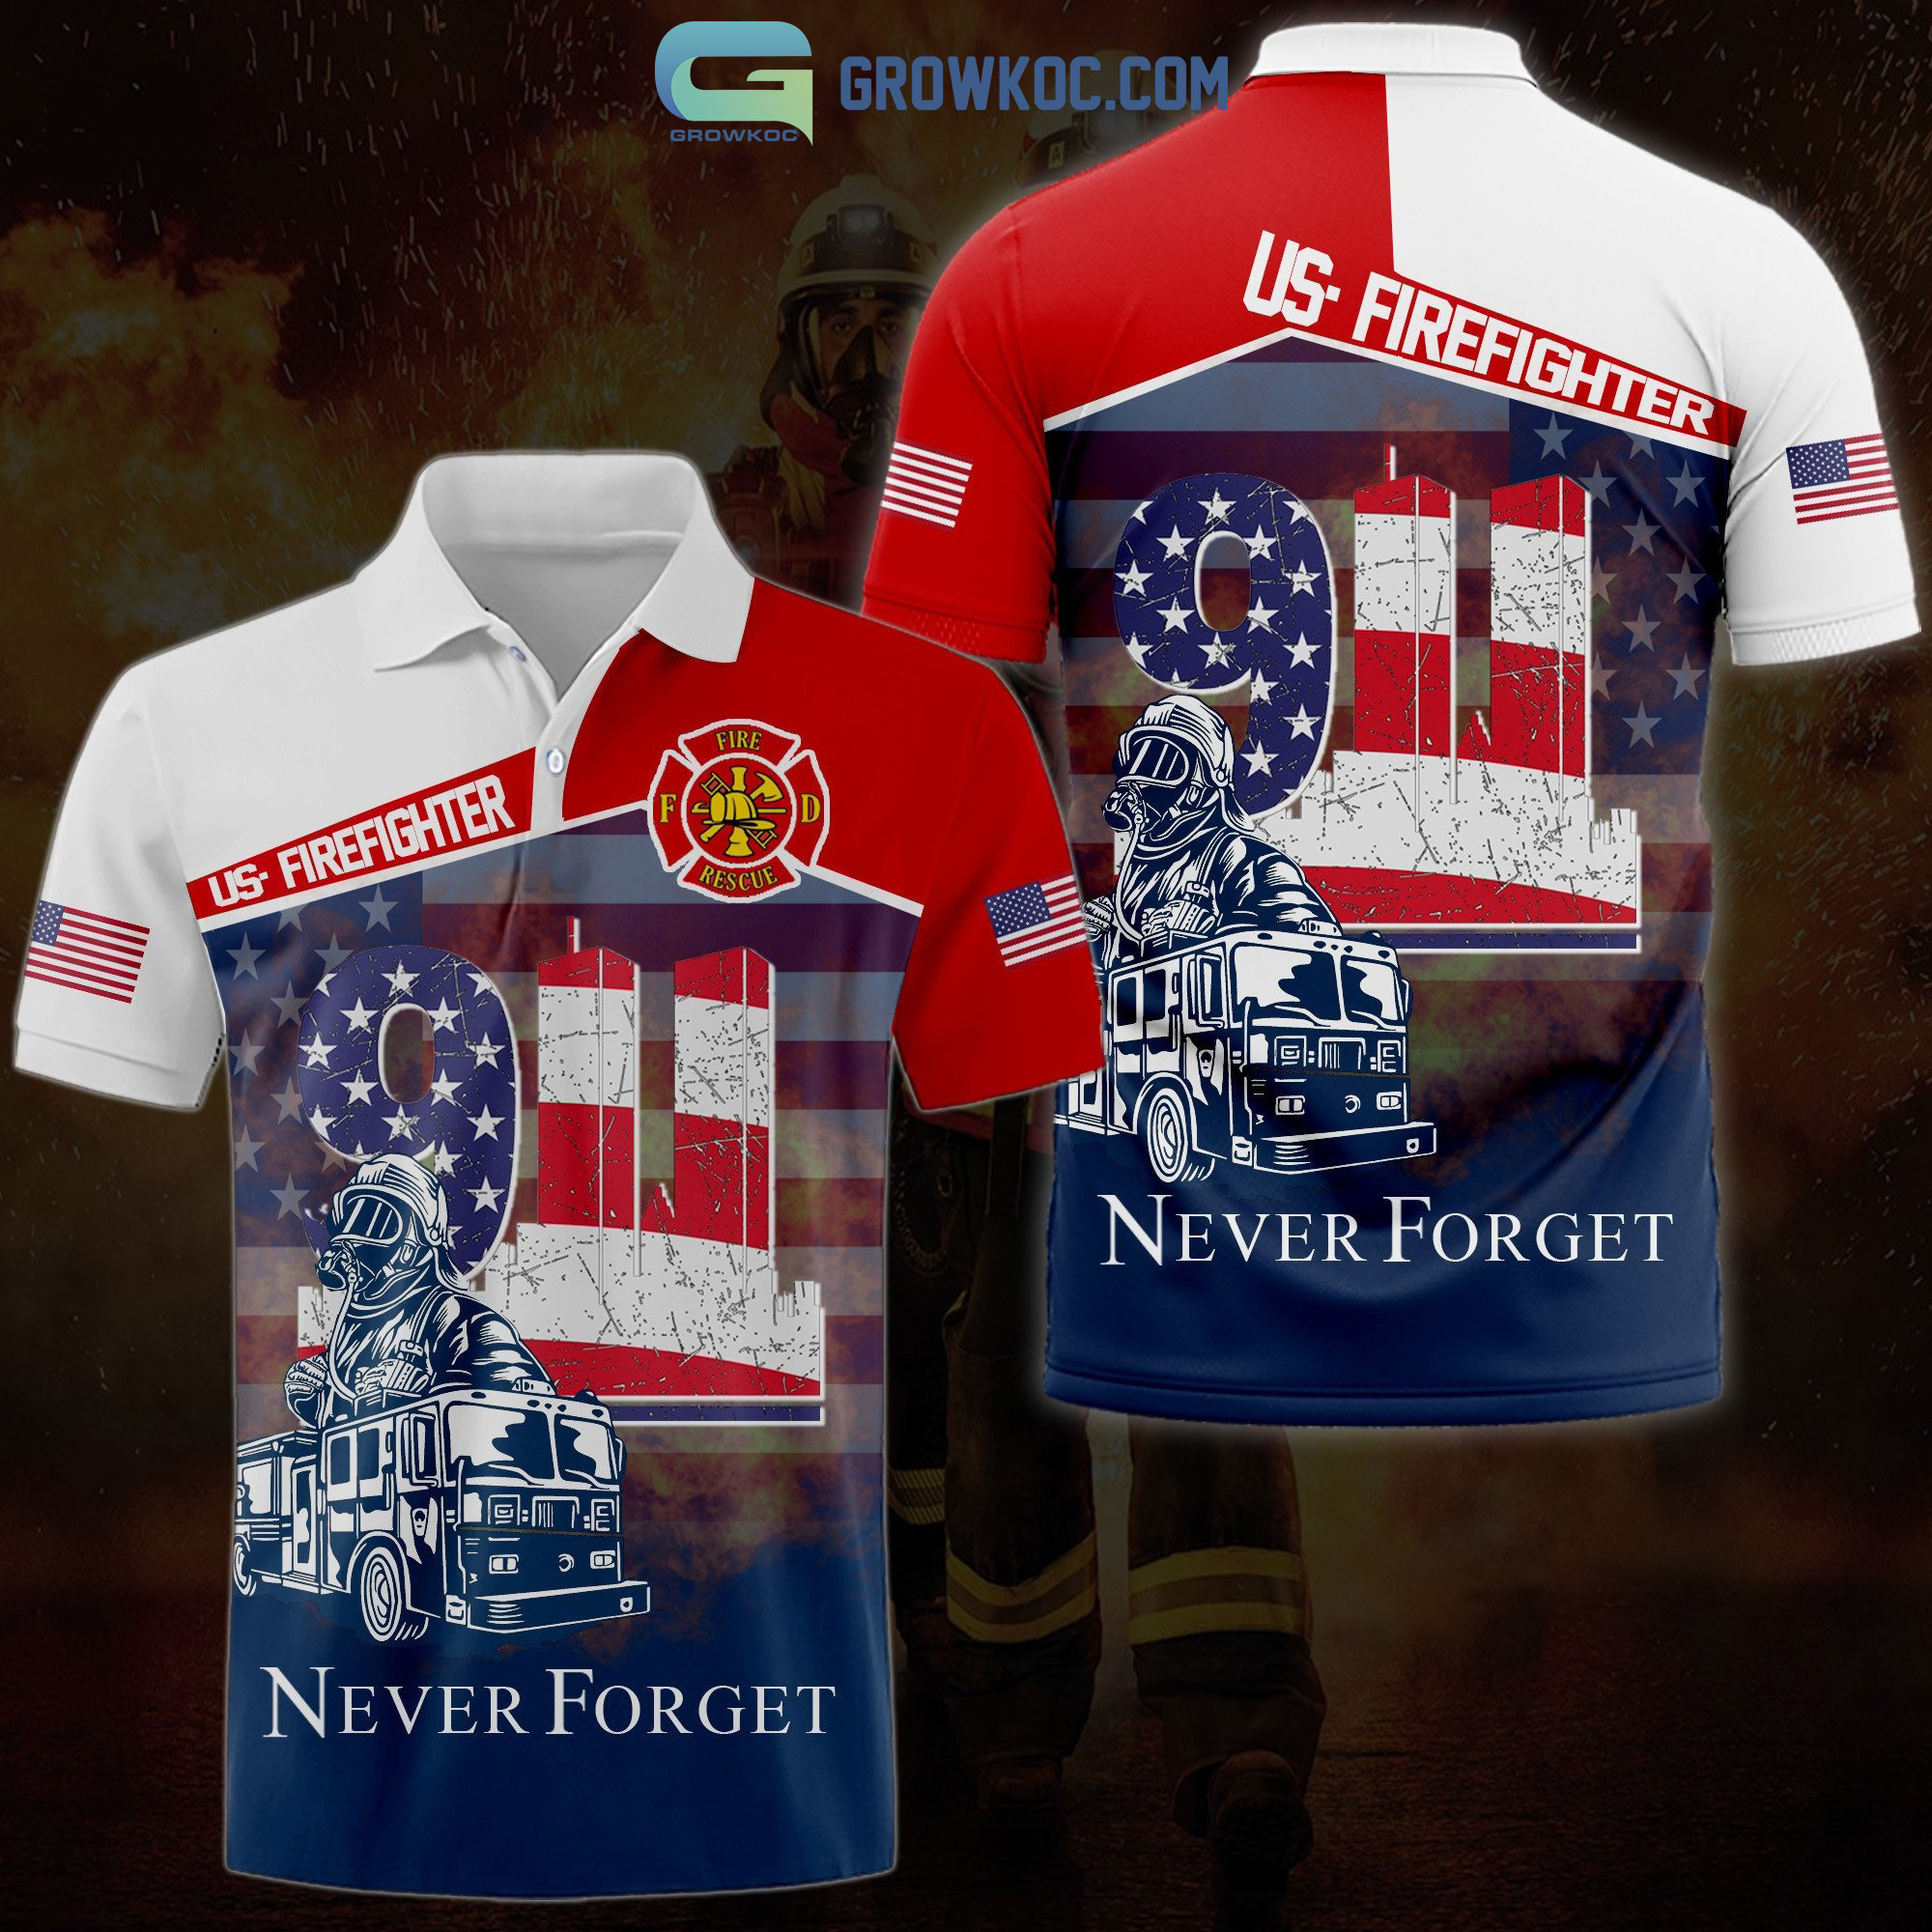 GROWKOC
GROWKOC.COM
US- FIREFIGHTER
911
NEVER FORGET
US- FIREFIGHTER
FIRE
F D
RESCUE
911
NEVER FORGET